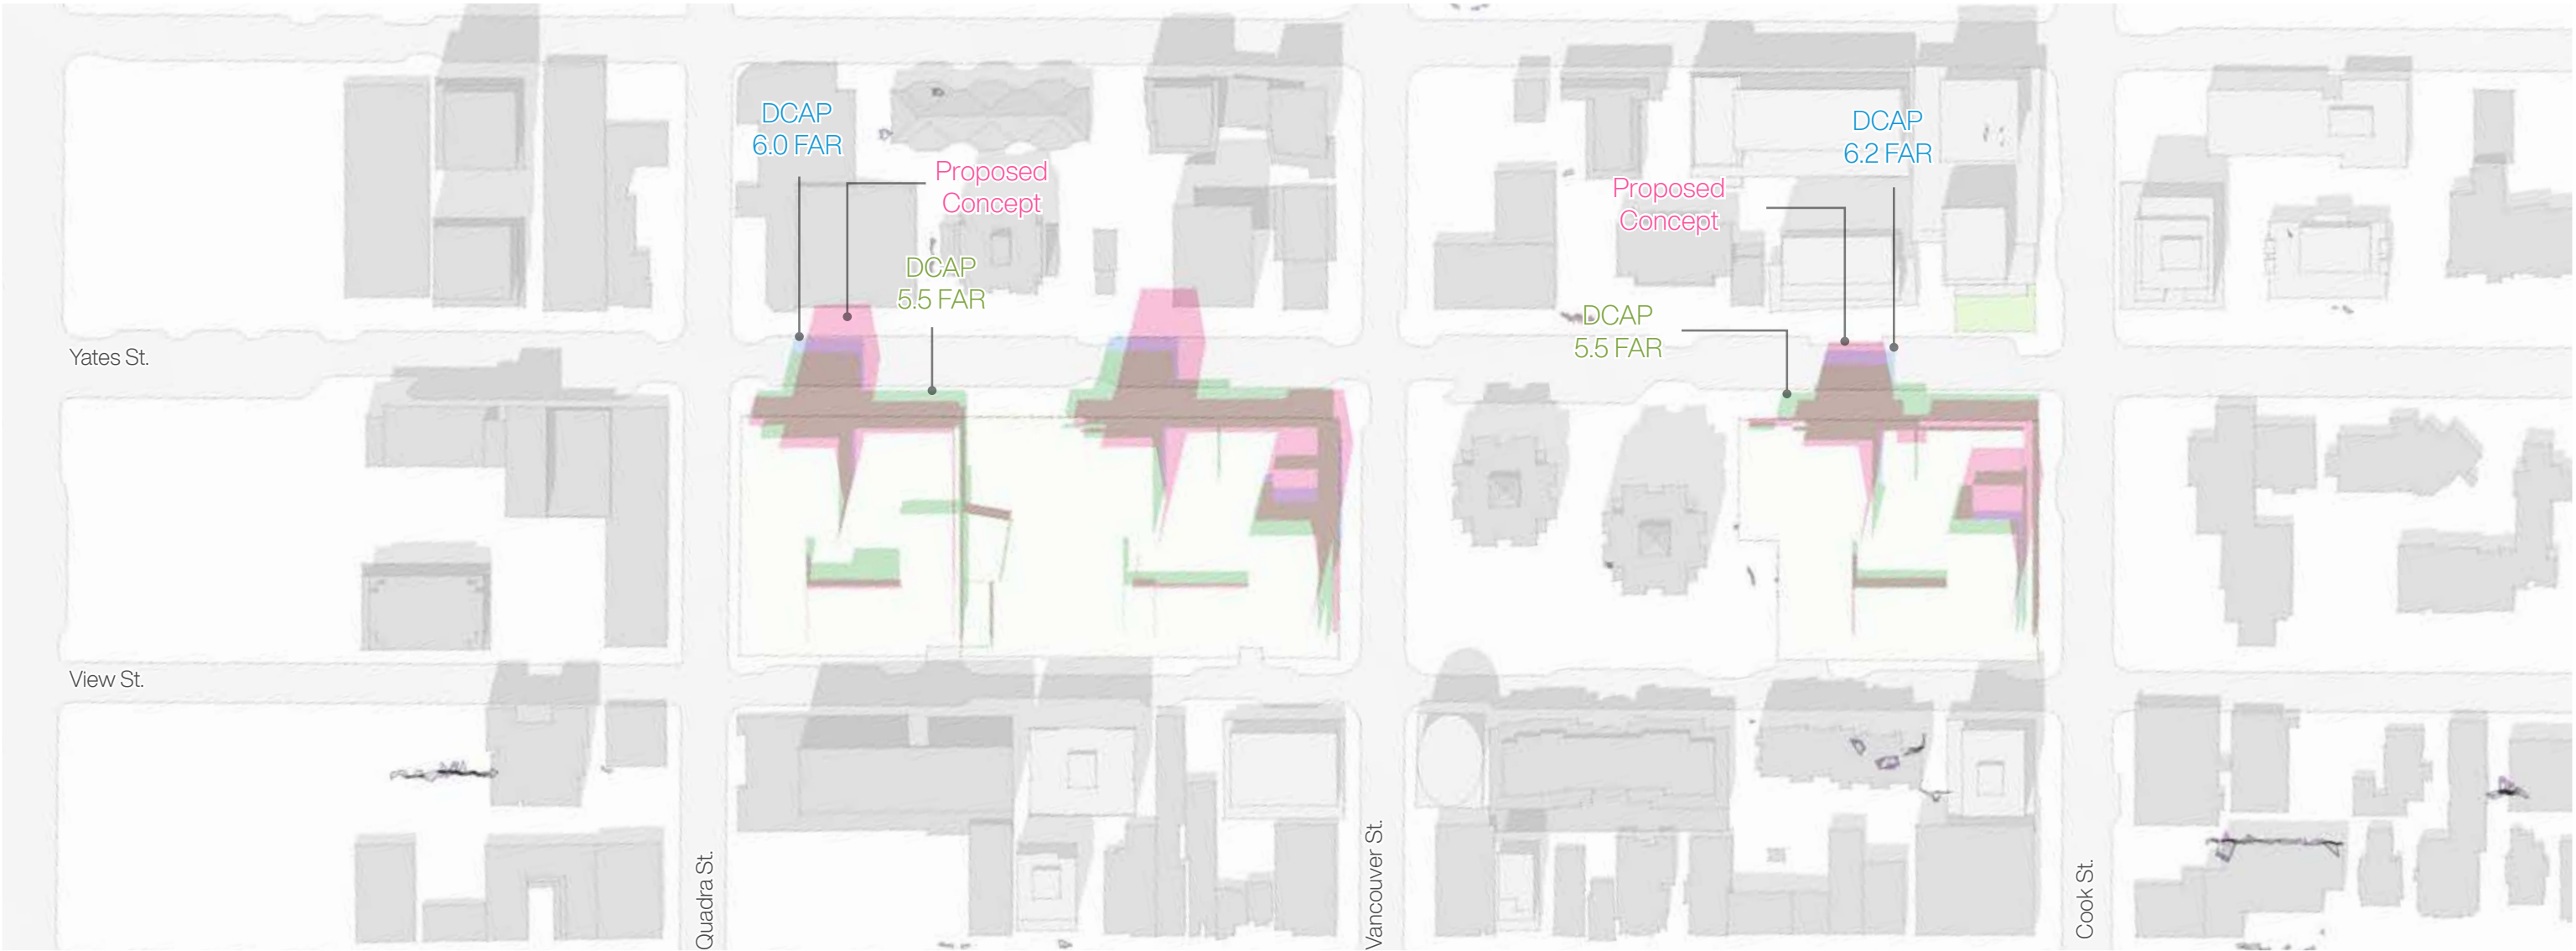 DCAP
6.0 FAR
Proposed
Concept
DCAP
5.5 FAR
DCAP
6.2 FAR
Proposed
Concept
DCAP
5.5 FAR
Yates St.
View St.
Quadra St.
Vancouver St.
Cook St.